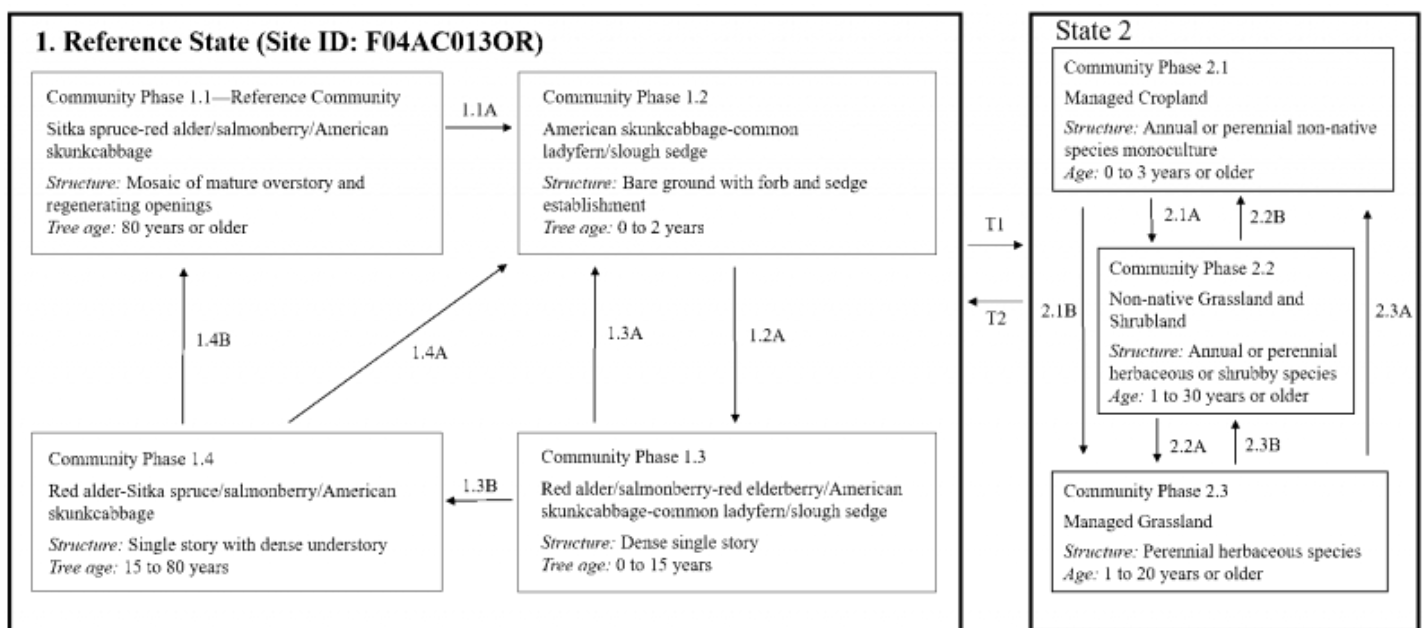 1. Reference State (Site ID: F04AC013OR)
Community Phase 1.1—Reference Community
Sitka spruce-red alder/salmonberry/American
skunkcabbage
Structure: Mosaic of mature overstory and
regenerating openings
Tree age: 80 years or older
1.1A
Community Phase 1.2
American skunkcabbage-common
ladyfern/slough sedge
Structure: Bare ground with forb and sedge
establishment
Tree age: 0 to 2 years
1.4B
1.4A
1.3A
1.2A
Community Phase 1.4
Red alder-Sitka spruce/salmonberry/American
skunkcabbage
Structure: Single story with dense understory
Tree age: 15 to 80 years
1.3B
Community Phase 1.3
Red alder/salmonberry-red elderberry/American
skunkcabbage-common ladyfern/slough sedge
Structure: Dense single story
Tree age: 0 to 15 years
T1
T2
State 2
Community Phase 2.1
Managed Cropland
Structure: Annual or perennial non-native
species monoculture
Age: 0 to 3 years or older
2.1A
2.2B
2.1B
Community Phase 2.2
Non-native Grassland and
Shrubland
Structure: Annual or perennial
herbaceous or shrubby species
Age: 1 to 30 years or older
2.3A
2.2A
2.3B
Community Phase 2.3
Managed Grassland
Structure: Perennial herbaceous species
Age: 1 to 20 years or older